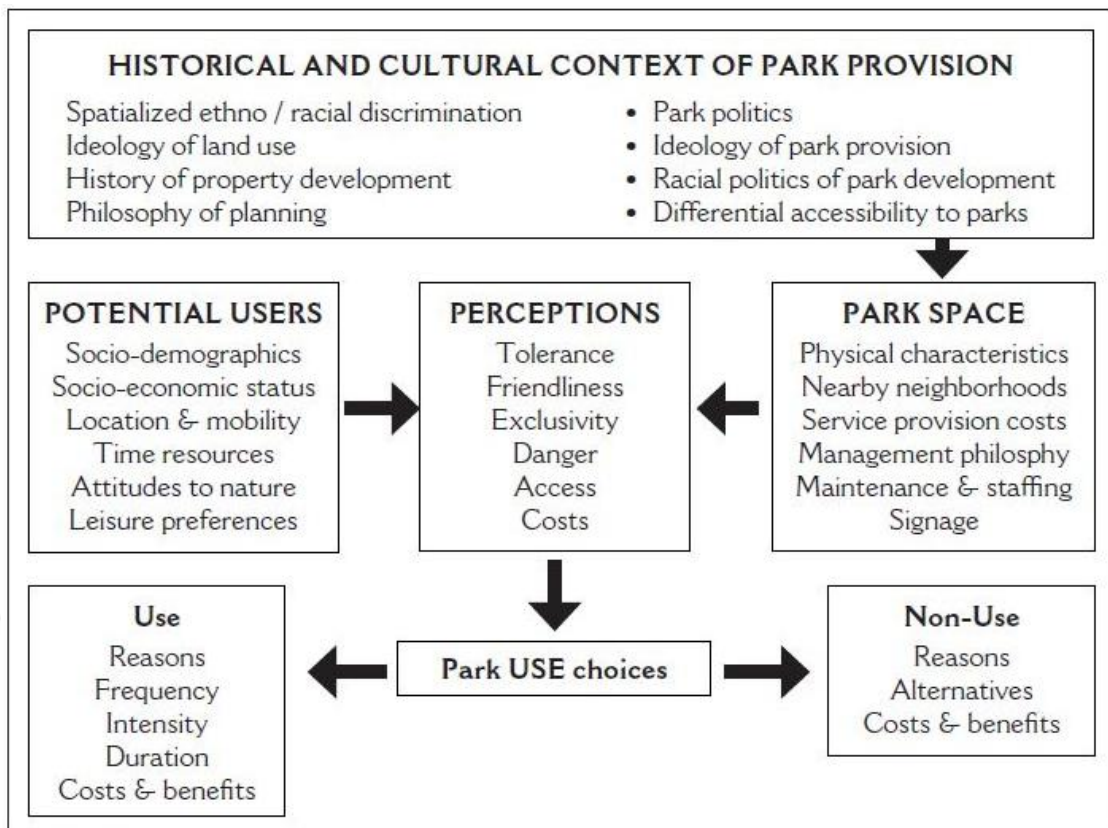 HISTORICAL AND CULTURAL CONTEXT OF PARK PROVISION
Spatialized ethno / racial discrimination
Ideology of land use
History of property development
Philosophy of planning
• Park politics
• Ideology of park provision
• Racial politics of park development
• Differential accessibility to parks
POTENTIAL USERS
Socio-demographics
Socio-economic status
Location & mobility
Time resources
Attitudes to nature
Leisure preferences
PERCEPTIONS
Tolerance
Friendliness
Exclusivity
Danger
Access
Costs
PARK SPACE
Physical characteristics
Nearby neighborhoods
Service provision costs
Management philosphy
Maintenance & staffing
Signage
Use
Reasons
Frequency
Intensity
Duration
Costs & benefits
Park USE choices
Non-Use
Reasons
Alternatives
Costs & benefits